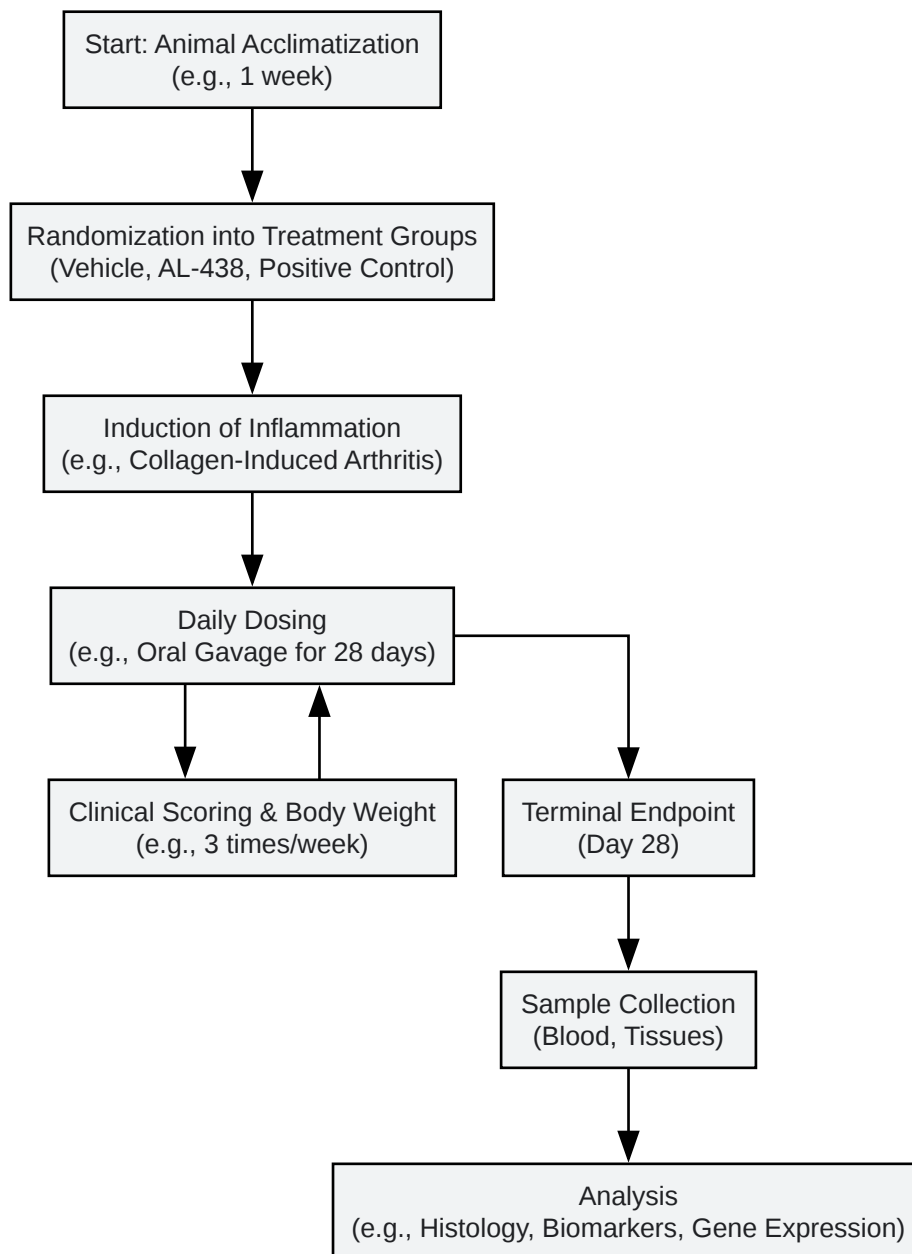 Start: Animal Acclimatization
(e.g., 1 week)
Randomization into Treatment Groups
(Vehicle, AL-438, Positive Control)
Induction of Inflammation
(e.g., Collagen-Induced Arthritis)
Daily Dosing
(e.g., Oral Gavage for 28 days)
Clinical Scoring & Body Weight
(e.g., 3 times/week)
Terminal Endpoint
(Day 28)
Sample Collection
(Blood, Tissues)
Analysis
(e.g., Histology, Biomarkers, Gene Expression)